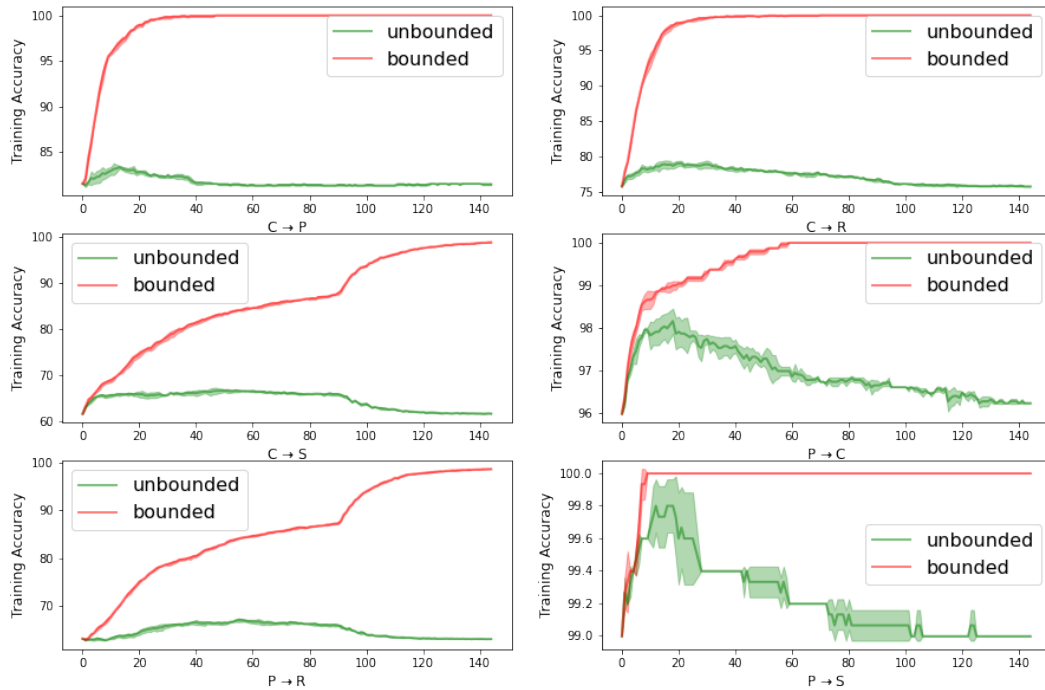 100
95
90
85
Training Accuracy
unbounded
bounded
0 20 40 60 80 100 120 140
C → P
100
95
90
85
80
75
Training Accuracy
unbounded
bounded
0 20 40 60 80 100 120 140
C → R
100
90
80
70
60
Training Accuracy
unbounded
bounded
0 20 40 60 80 100 120 140
C → S
100
99
98
97
96
Training Accuracy
unbounded
bounded
0 20 40 60 80 100 120 140
P → C
100
90
80
70
Training Accuracy
unbounded
bounded
0 20 40 60 80 100 120 140
P → R
100.0
99.8
99.6
99.4
99.2
99.0
Training Accuracy
unbounded
bounded
0 20 40 60 80 100 120 140
P → S